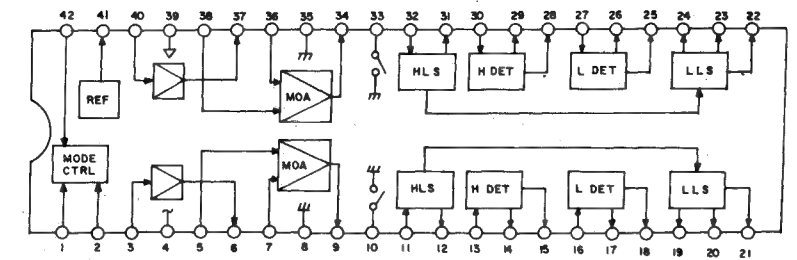 42 41 40 39 38 37 36 35 34 33 32 31 30 29 28 27 26 25 24 23 22
HLS H DET L DET LLS
REF MOA
MODE
CTRL
MOA
HLS H DET L DET LLS
1 2 3 4 5 6 7 8 9 10 11 12 13 14 15 16 17 18 19 20 21